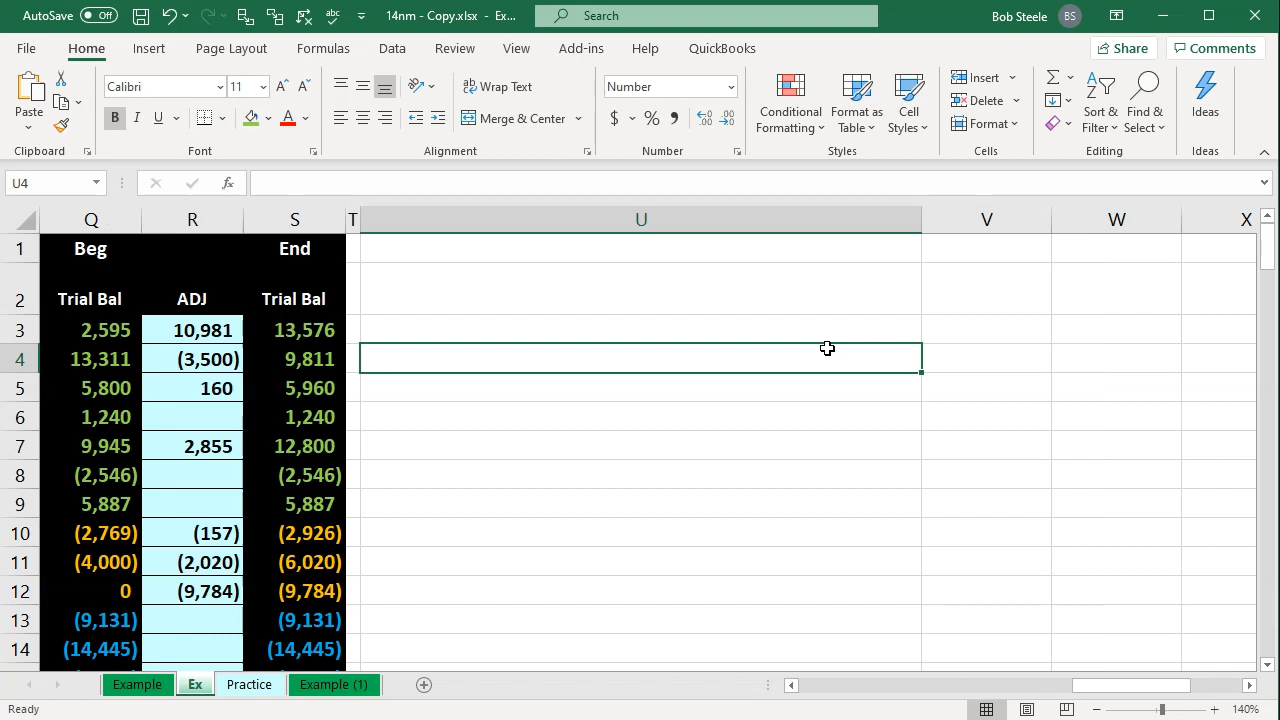 AutoSave Off 14nm - Copy.xlsx - Ex... Search Bob Steele BS
File Home Insert Page Layout Formulas Data Review View Add-ins Help QuickBooks Share Comments
Calibri 11 ab Wrap Text Number Insert
Paste B I U A Merge & Center $ % Conditional Formatting Format as Table Cell Styles Delete Format Sort & Filter Find & Select Ideas
Clipboard Font Alignment Number Styles Cells Editing Ideas
U4 fx
Q R S T U V W X
1 Beg End
2 Trial Bal ADJ Trial Bal
3 2,595 10,981 13,576
4 13,311 (3,500) 9,811
5 5,800 160 5,960
6 1,240 1,240
7 9,945 2,855 12,800
8 (2,546) (2,546)
9 5,887 5,887
10 (2,769) (157) (2,926)
11 (4,000) (2,020) (6,020)
12 0 (9,784) (9,784)
13 (9,131) (9,131)
14 (14,445) (14,445)
Example Ex Practice Example (1)
Ready 140%